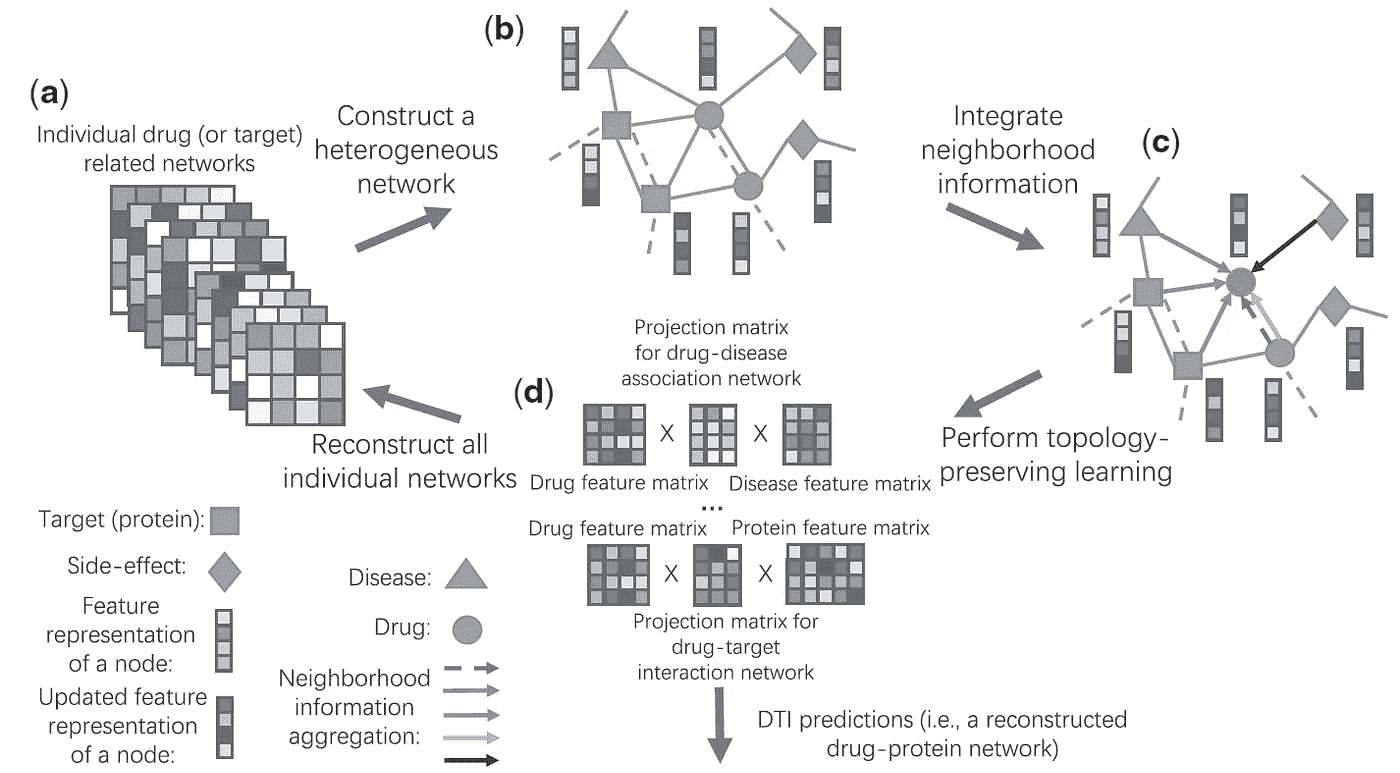 (a)
Individual drug (or target)
related networks
Construct a
heterogeneous
network
(b)
Integrate
neighborhood
information
(c)
Perform topology-
preserving learning
(d)
Projection matrix
for drug-disease
association network
X X
Drug feature matrix Disease feature matrix
...
Drug feature matrix Protein feature matrix
X X
Projection matrix for
drug-target
interaction network
DTI predictions (i.e., a reconstructed
drug-protein network)
Reconstruct all
individual networks
Target (protein):
Side-effect:
Feature
representation
of a node:
Updated feature
representation
of a node:
Disease:
Drug:
Neighborhood
information
aggregation: